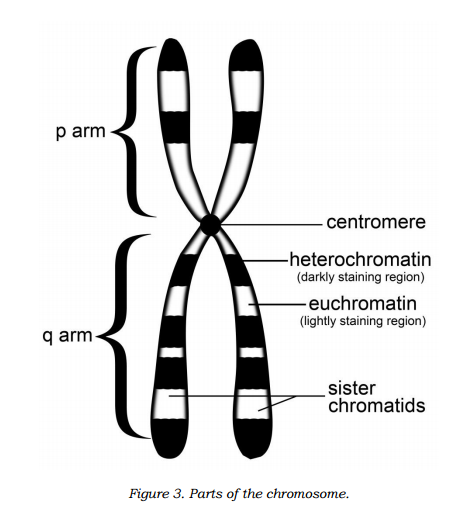 p arm
centromere
heterochromatin
(darkly staining region)
euchromatin
(lightly staining region)
q arm
sister
chromatids
Figure 3. Parts of the chromosome.